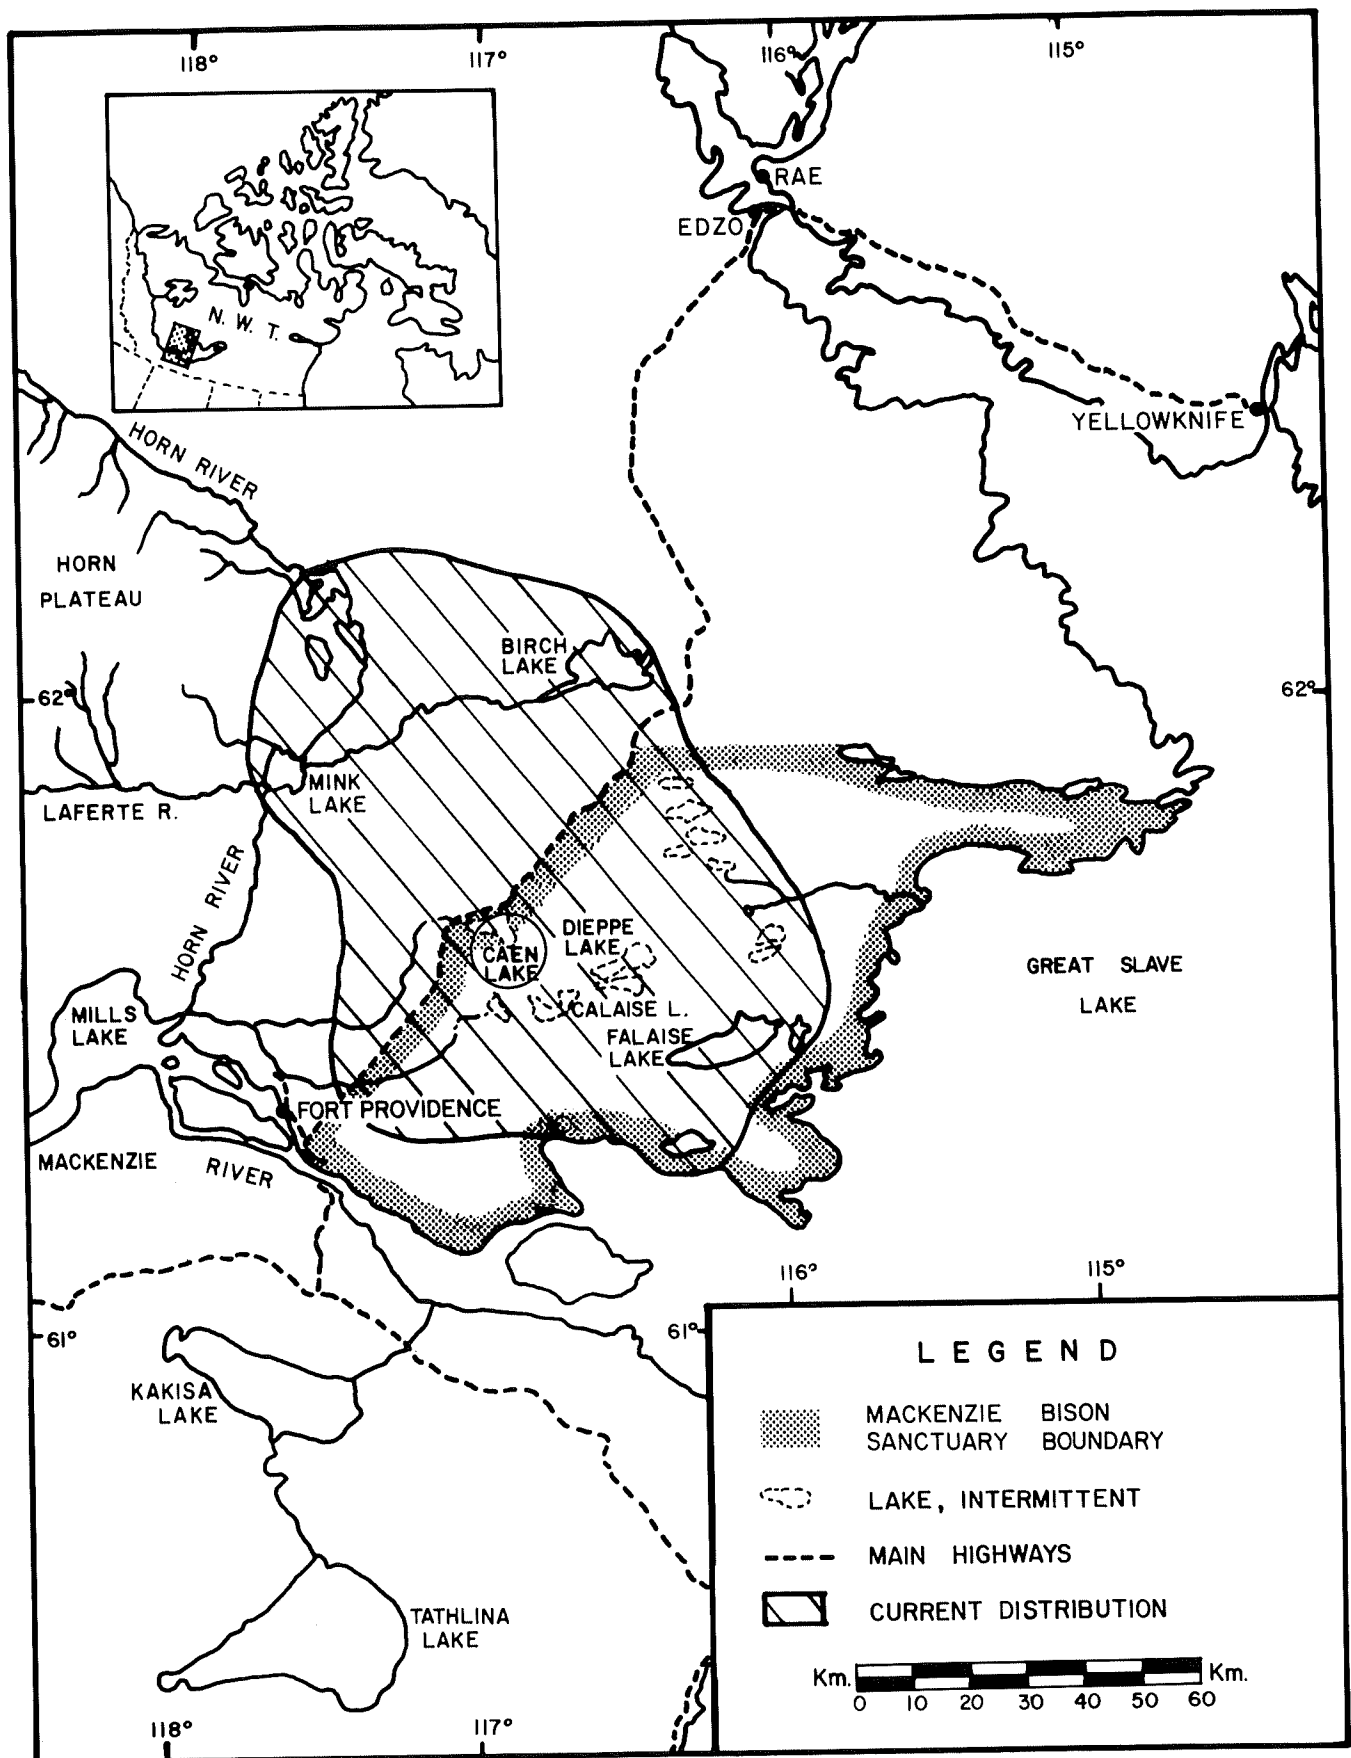 118°
117°
116°
115°
N. W. T.
RAE
EDZO
YELLOWKNIFE
HORN RIVER
HORN
PLATEAU
BIRCH
LAKE
62°
62°
MINK
LAKE
LAFERTE R.
HORN RIVER
DIEPPE
LAKE
CAEN
LAKE
GREAT SLAVE
LAKE
MILLS
LAKE
CALAISE L.
FALAISE
LAKE
FORT PROVIDENCE
MACKENZIE RIVER
116°
115°
61°
61°
KAKISA
LAKE
TATHLINA
LAKE
118°
117°
LEGEND
MACKENZIE BISON
SANCTUARY BOUNDARY
LAKE, INTERMITTENT
MAIN HIGHWAYS
CURRENT DISTRIBUTION
Km. Km.
0 10 20 30 40 50 60